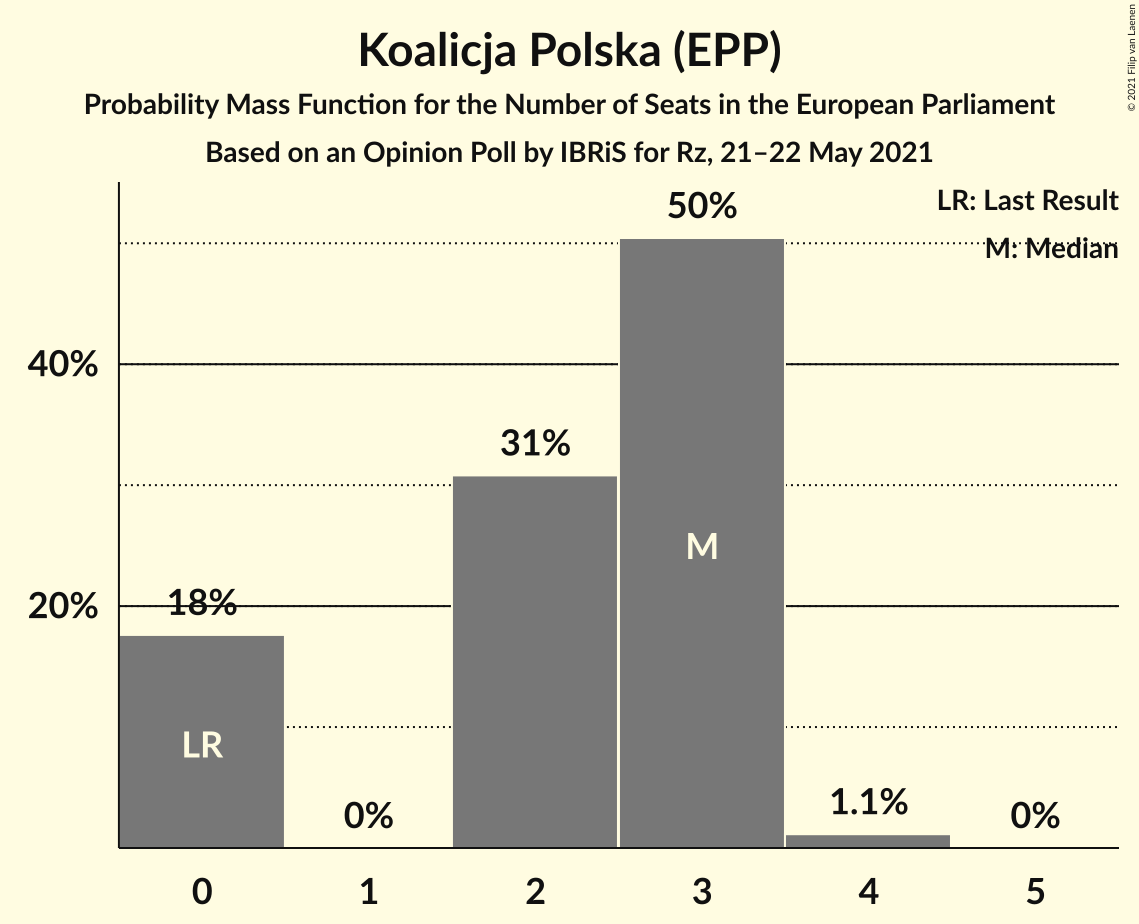 Koalicja Polska (EPP)
Probability Mass Function for the Number of Seats in the European Parliament
Based on an Opinion Poll by IBRiS for Rz, 21–22 May 2021
© 2021 Filip van Laenen
LR: Last Result
M: Median
50%
40%
31%
M
20%
18%
LR
0%
1.1%
0%
0 1 2 3 4 5